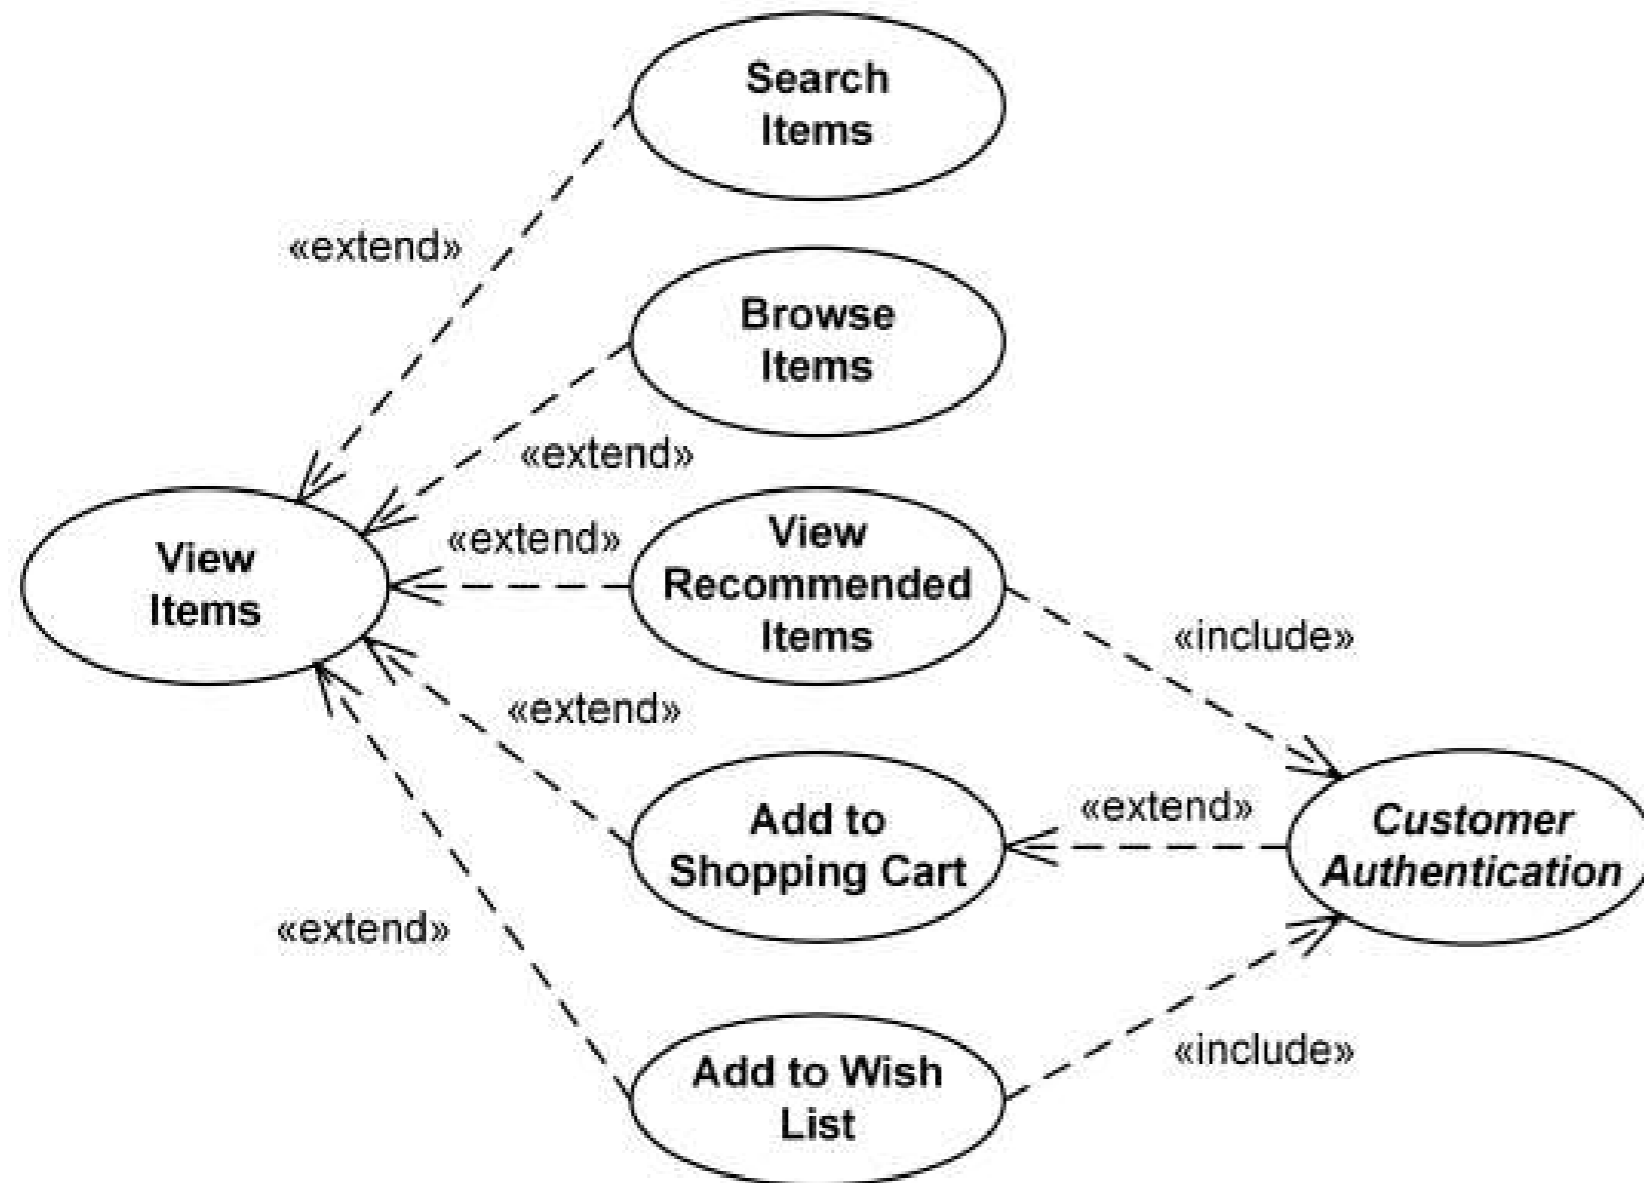 Search
Items
«extend»
Browse
Items
«extend»
View
Items
«extend»
View
Recommended
Items
«include»
«extend»
Add to
Shopping Cart
«extend»
Customer
Authentication
«extend»
Add to Wish
List
«include»